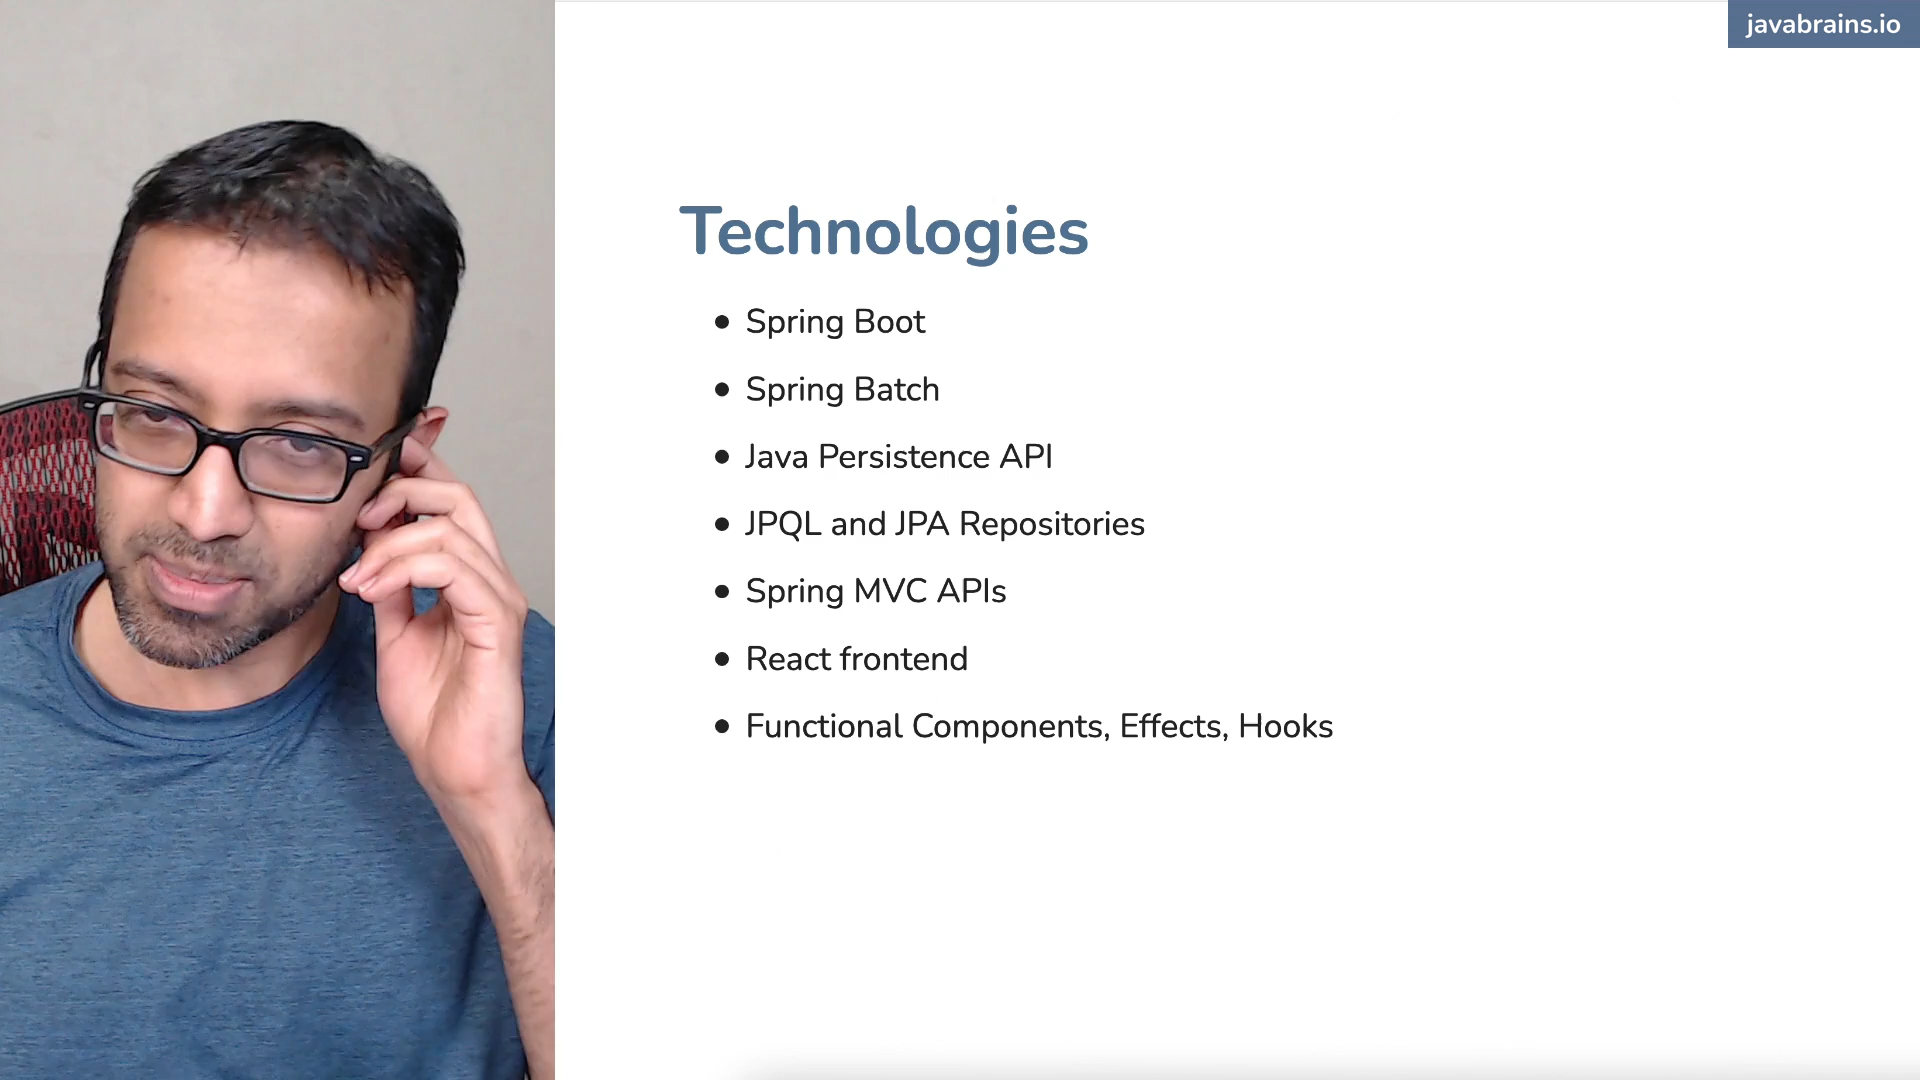 javabrains.io
Technologies
Spring Boot
Spring Batch
Java Persistence API
JPQL and JPA Repositories
Spring MVC APIs
React frontend
Functional Components, Effects, Hooks